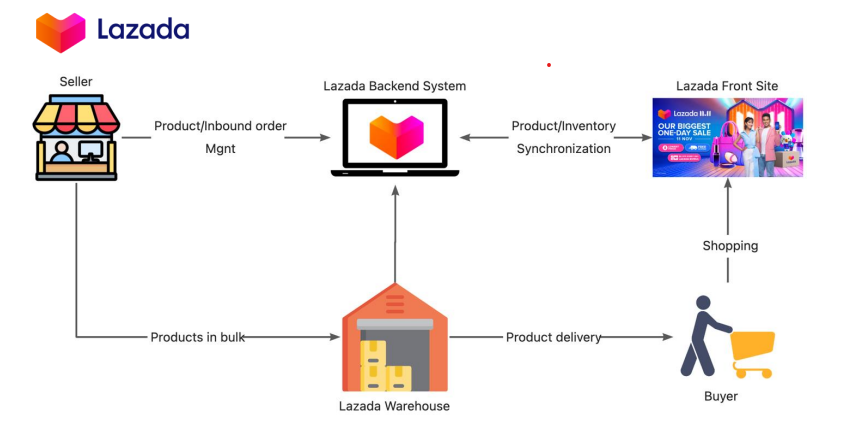 Lazada
Seller
Lazada Backend System
Lazada Front Site
Product/Inbound order
Mgnt
Product/Inventory
Synchronization
Lazada 11.11
OUR BIGGEST
ONE-DAY SALE
11 NOV
Shopping
Products in bulk
Product delivery
Lazada Warehouse
Buyer